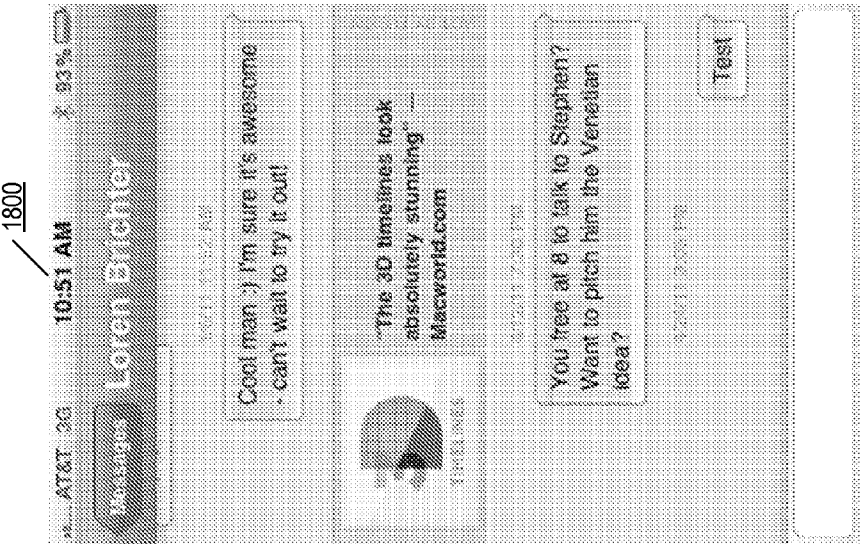 1800
AT&T 3G 10:51 AM 93%
Messages Loren Brichter
Cool man :) I'm sure it's awesome
- can't wait to try it out!
"The 3D timelines look
absolutely stunning" —
Macworld.com
TIMELINES
You free at 8 to talk to Stephen?
Want to pitch him the Venetian
idea?
Test